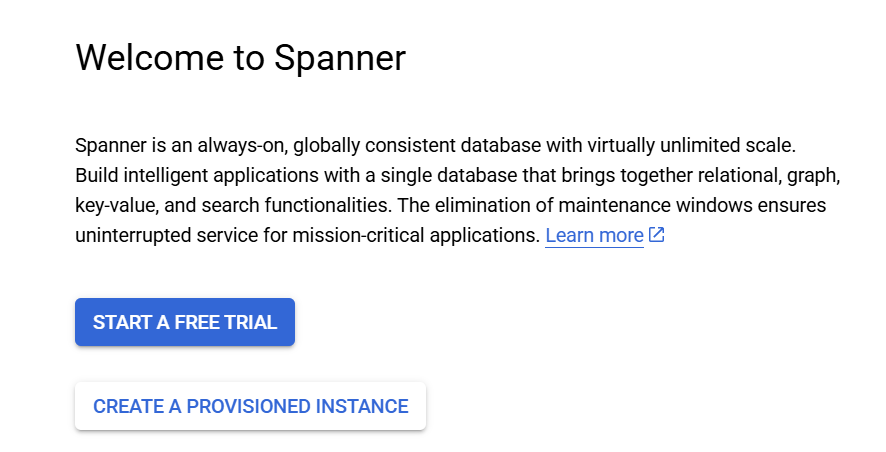 Welcome to Spanner
Spanner is an always-on, globally consistent database with virtually unlimited scale.
Build intelligent applications with a single database that brings together relational, graph,
key-value, and search functionalities. The elimination of maintenance windows ensures
uninterrupted service for mission-critical applications. Learn more
START A FREE TRIAL
CREATE A PROVISIONED INSTANCE